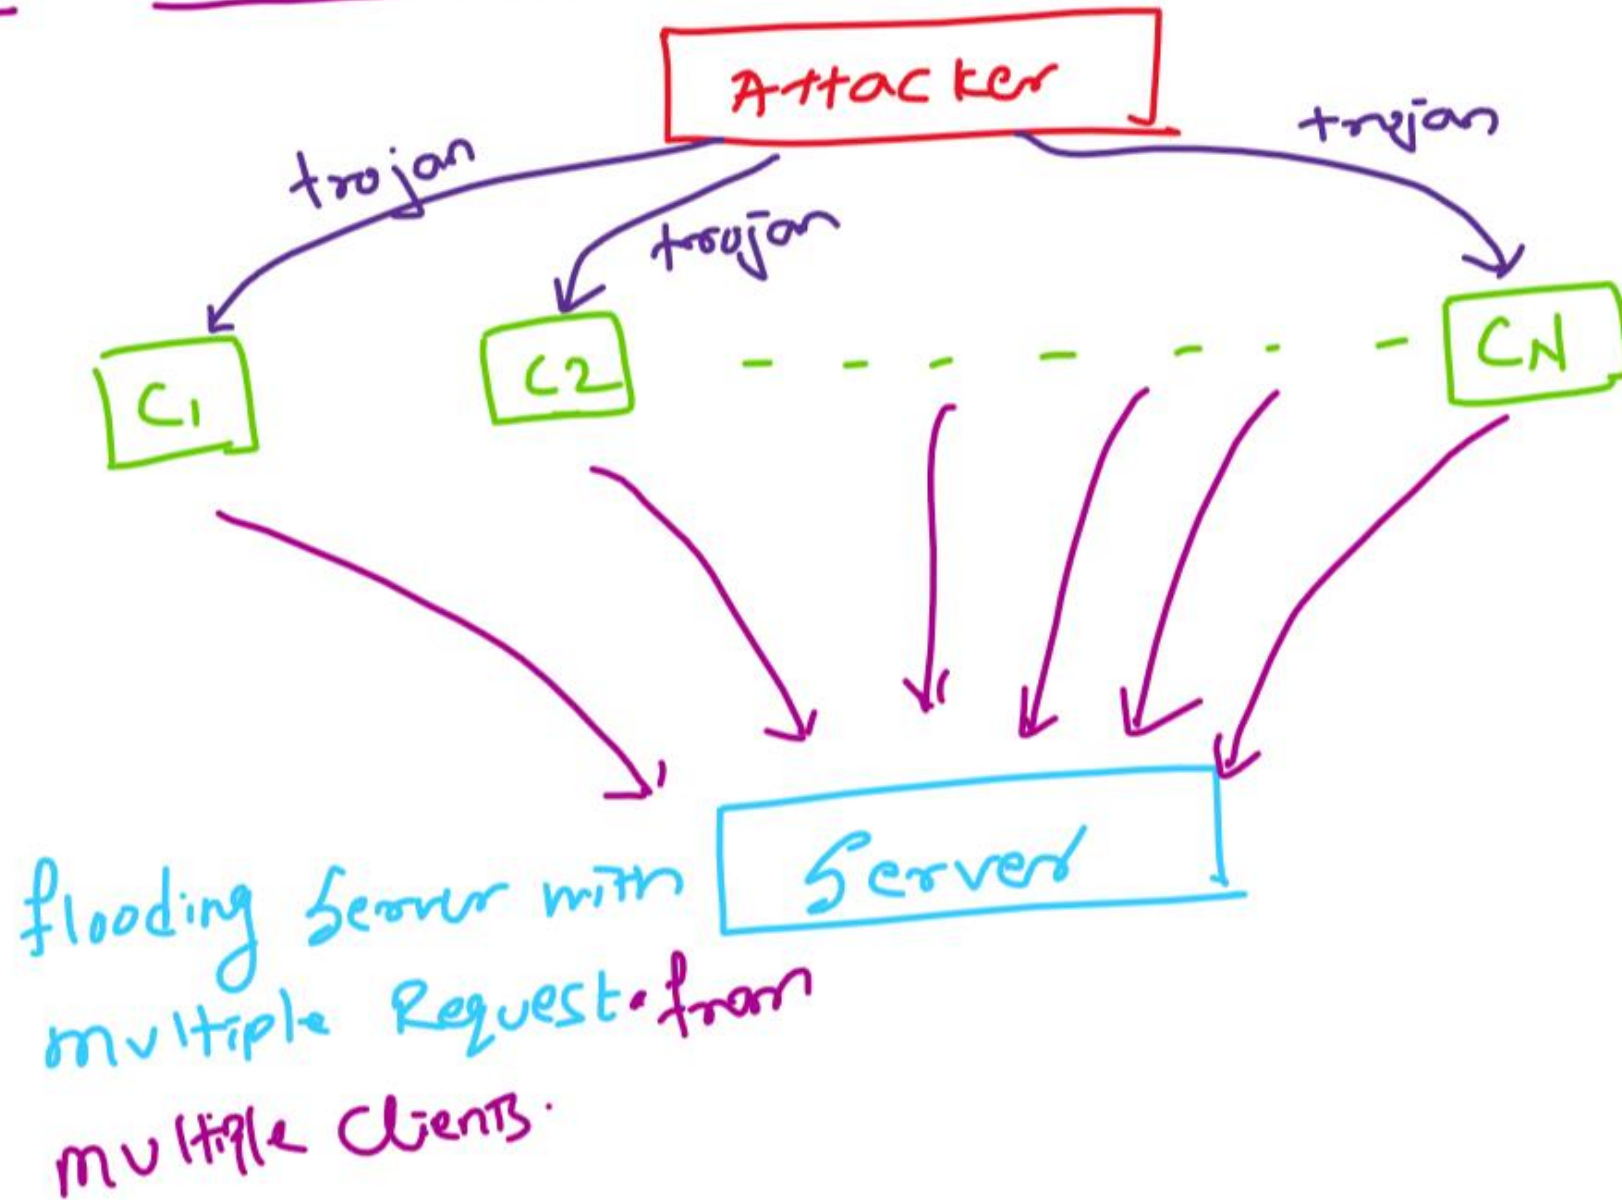 Attacker
trojan
trojan
trojan
C1
C2
CN
Server
flooding Server with
multiple Request. from
multiple Clients.